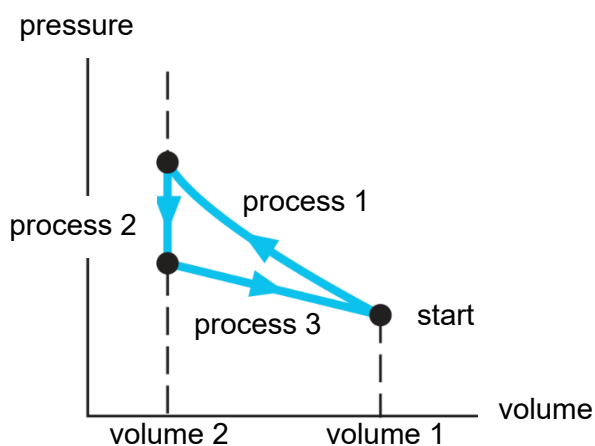 pressure
process 1
process 2
process 3
start
volume
volume 2
volume 1